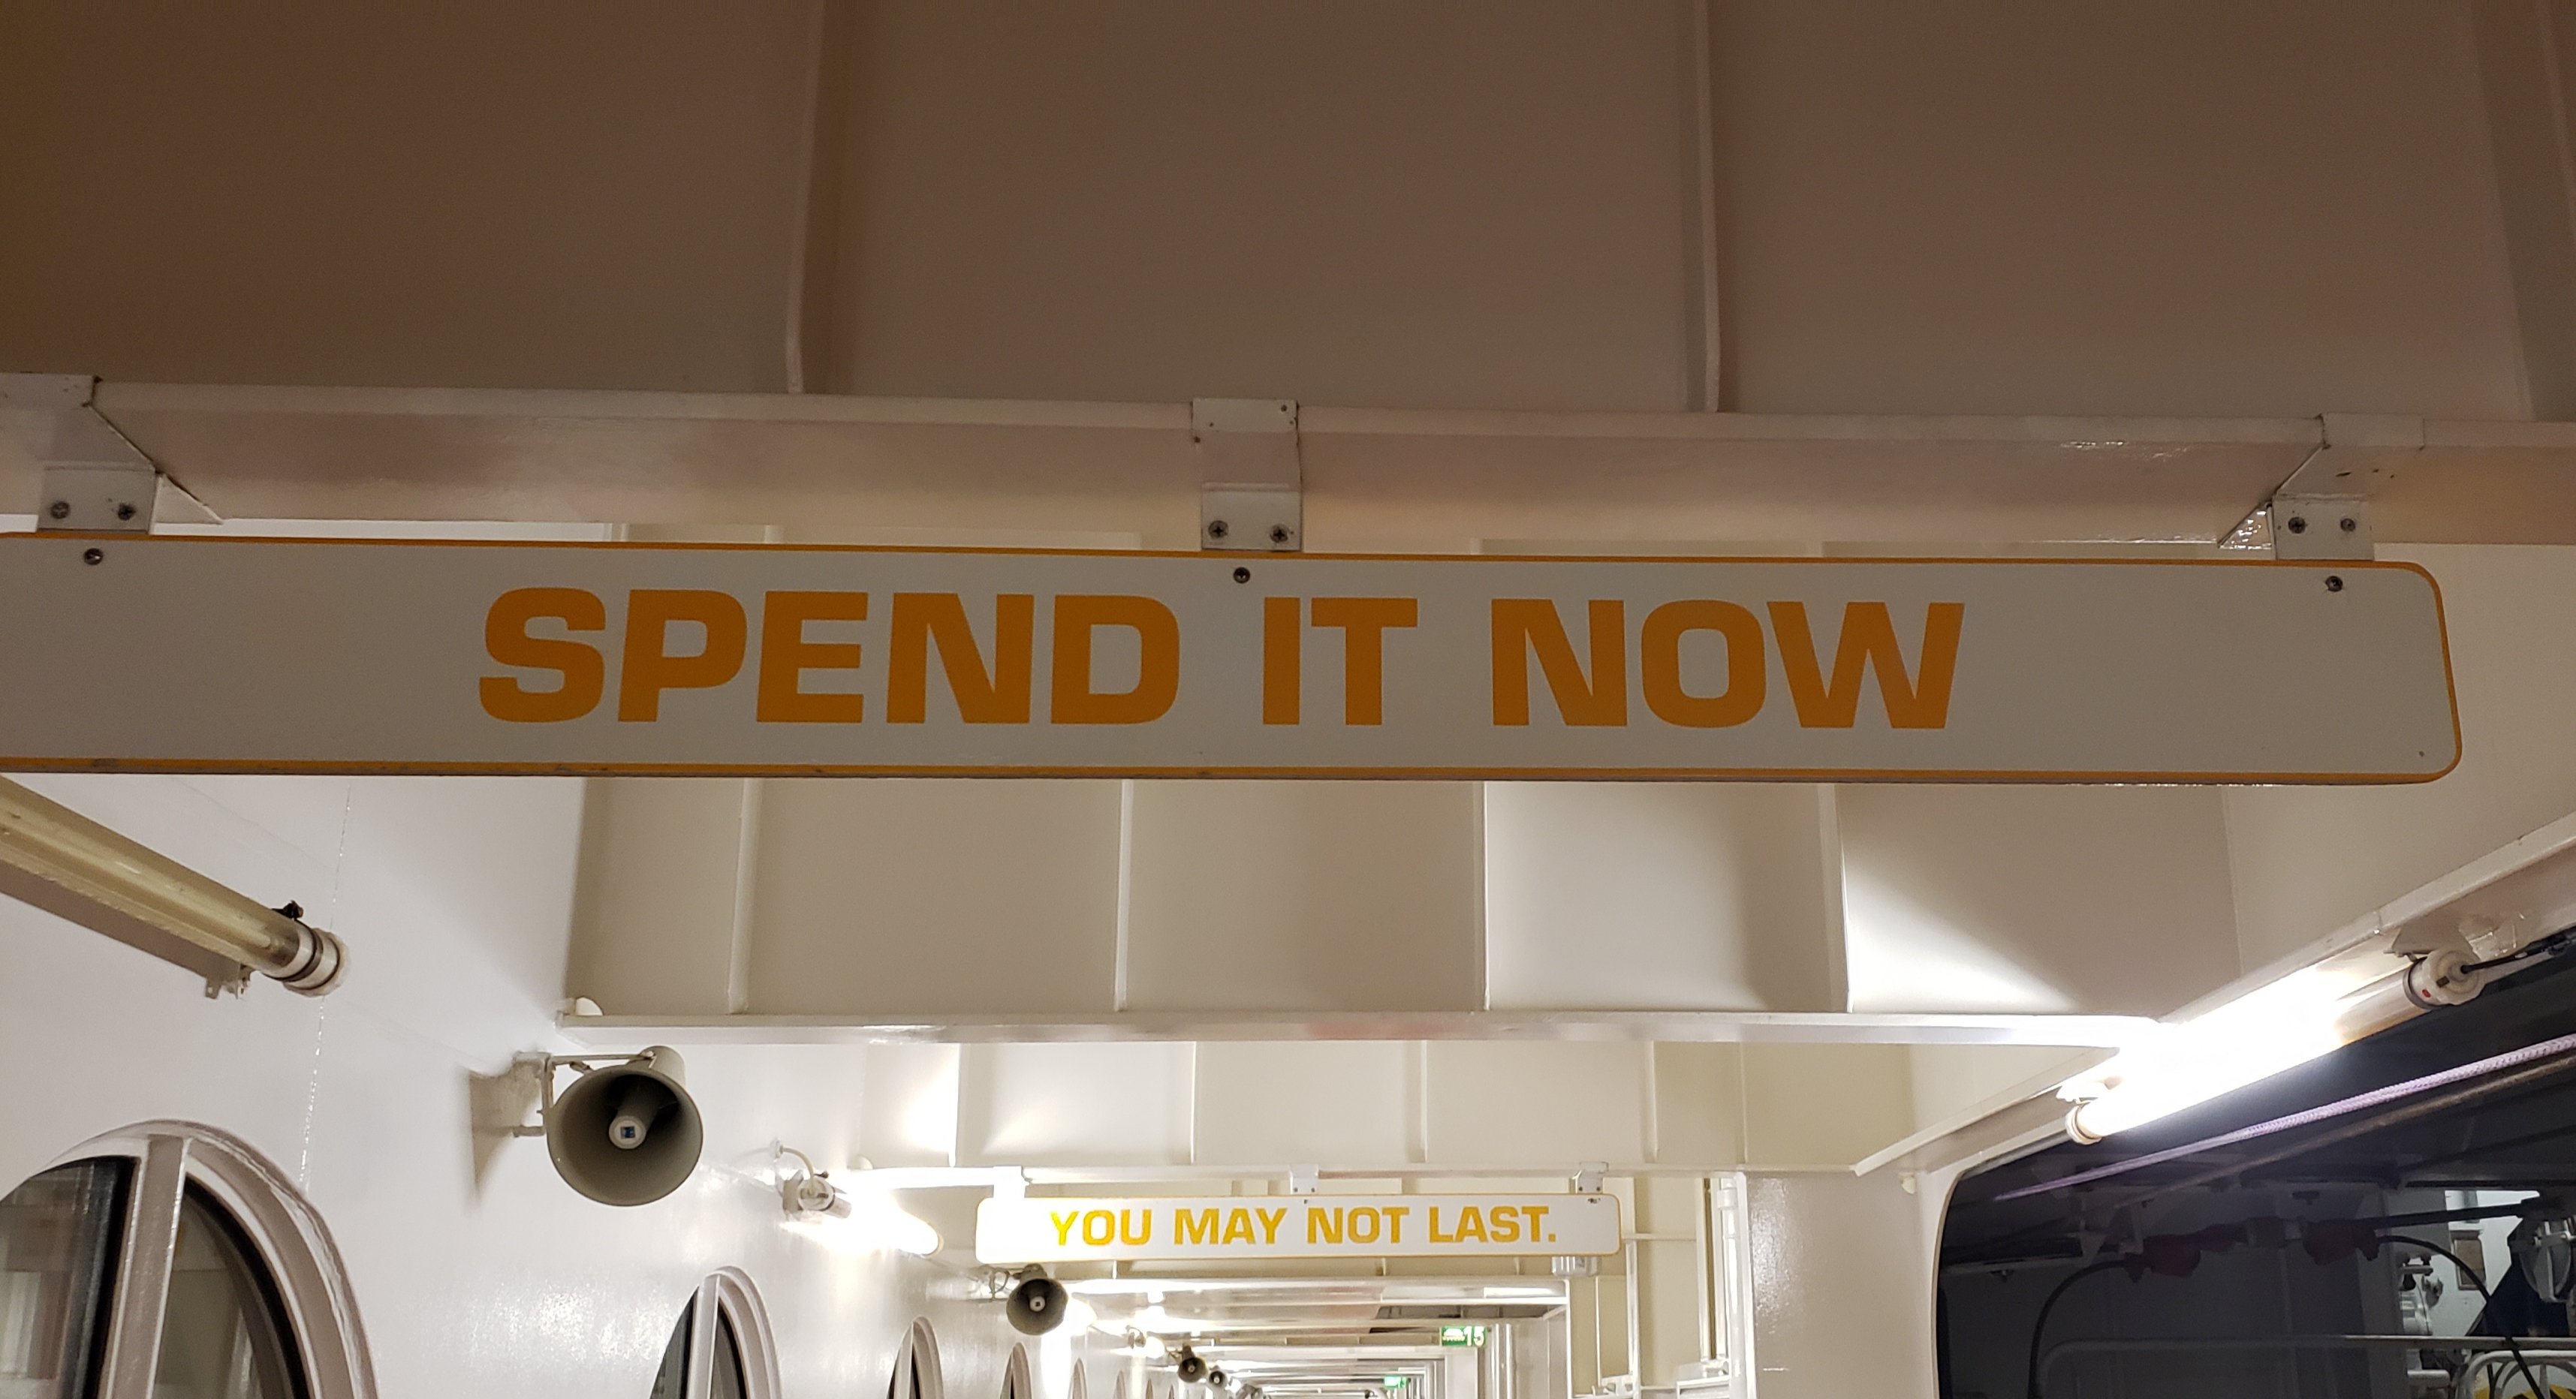 SPEND IT NOW
YOU MAY NOT LAST.
15